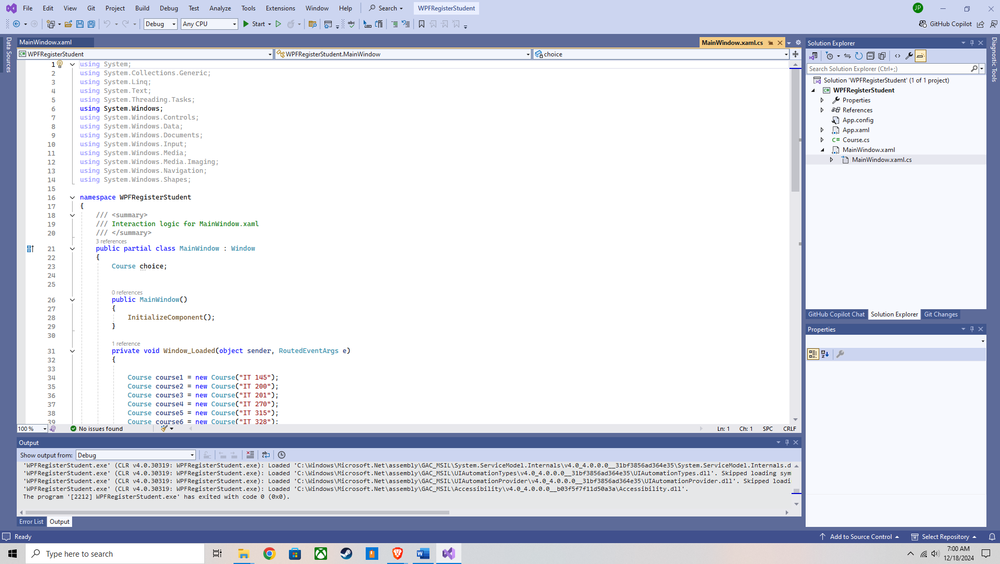 File Edit View Git Project Build Debug Test Analyze Tools Extensions Window Help Search WPFRegisterStudent JP
Debug Any CPU Start GitHub Copilot
Data Sources
MainWindow.xaml MainWindow.xaml.cs
WPFRegisterStudent WPFRegisterStudent.MainWindow choice
1 using System;
2 using System.Collections.Generic;
3 using System.Linq;
4 using System.Text;
5 using System.Threading.Tasks;
6 using System.Windows;
7 using System.Windows.Controls;
8 using System.Windows.Data;
9 using System.Windows.Documents;
10 using System.Windows.Input;
11 using System.Windows.Media;
12 using System.Windows.Media.Imaging;
13 using System.Windows.Navigation;
14 using System.Windows.Shapes;
15
16 namespace WPFRegisterStudent
17 {
18 /// <summary>
19 /// Interaction logic for MainWindow.xaml
20 /// </summary>
3 references
21 public partial class MainWindow : Window
22 {
23 Course choice;
24
25
0 references
26 public MainWindow()
27 {
28 InitializeComponent();
29 }
30
1 reference
31 private void Window_Loaded(object sender, RoutedEventArgs e)
32 {
33
34 Course course1 = new Course("IT 145");
35 Course course2 = new Course("IT 200");
36 Course course3 = new Course("IT 201");
37 Course course4 = new Course("IT 270");
38 Course course5 = new Course("IT 315");
39 Course course6 = new Course("IT 328");
100 % No issues found Ln: 1 Ch: 1 SPC CRLF
Output
Show output from: Debug
'WPFRegisterStudent.exe' (CLR v4.0.30319: WPFRegisterStudent.exe): Loaded 'C:\Windows\Microsoft.Net\assembly\GAC_MSIL\System.ServiceModel.Internals\v4.0_4.0.0.0__31bf3856ad364e35\System.ServiceModel.Internals.d
'WPFRegisterStudent.exe' (CLR v4.0.30319: WPFRegisterStudent.exe): Loaded 'C:\Windows\Microsoft.Net\assembly\GAC_MSIL\UIAutomationTypes\v4.0_4.0.0.0__31bf3856ad364e35\UIAutomationTypes.dll'. Skipped loading sym
'WPFRegisterStudent.exe' (CLR v4.0.30319: WPFRegisterStudent.exe): Loaded 'C:\Windows\Microsoft.Net\assembly\GAC_MSIL\UIAutomationProvider\v4.0_4.0.0.0__31bf3856ad364e35\UIAutomationProvider.dll'. Skipped loadi
'WPFRegisterStudent.exe' (CLR v4.0.30319: WPFRegisterStudent.exe): Loaded 'C:\Windows\Microsoft.Net\assembly\GAC_MSIL\Accessibility\v4.0_4.0.0.0__b03f5f7f11d50a3a\Accessibility.dll'.
The program '[2212] WPFRegisterStudent.exe' has exited with code 0 (0x0).
Error List Output
Solution Explorer
Search Solution Explorer (Ctrl+;)
Solution 'WPFRegisterStudent' (1 of 1 project)
WPFRegisterStudent
Properties
References
App.config
App.xaml
C# Course.cs
MainWindow.xaml
MainWindow.xaml.cs
GitHub Copilot Chat Solution Explorer Git Changes
Properties
Diagnostic Tools
Ready Add to Source Control Select Repository
Type here to search
7:00 AM
12/18/2024